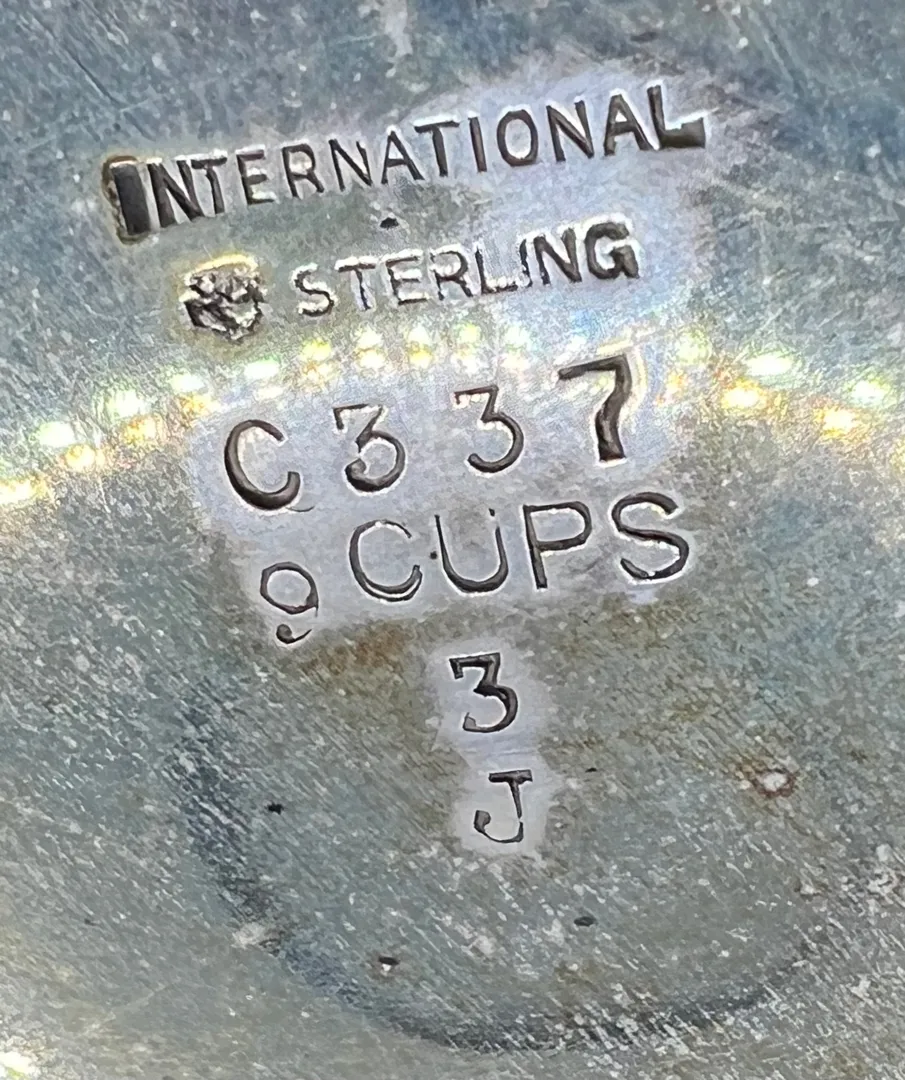 INTERNATIONAL
STERLING
C337
9 CUPS
3
J